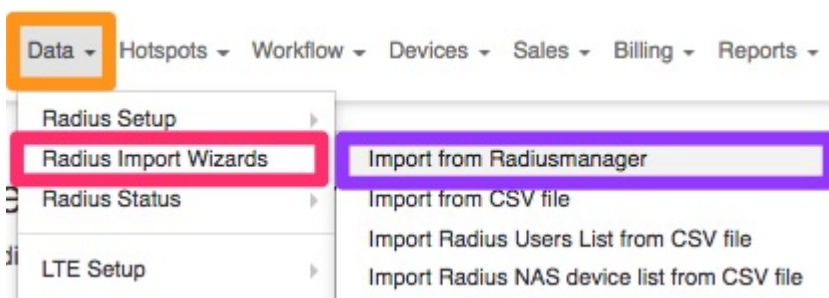 Data Hotspots Workflow Devices Sales Billing Reports
Radius Setup
Radius Import Wizards
Import from Radiusmanager
Radius Status
Import from CSV file
Import Radius Users List from CSV file
LTE Setup
Import Radius NAS device list from CSV file